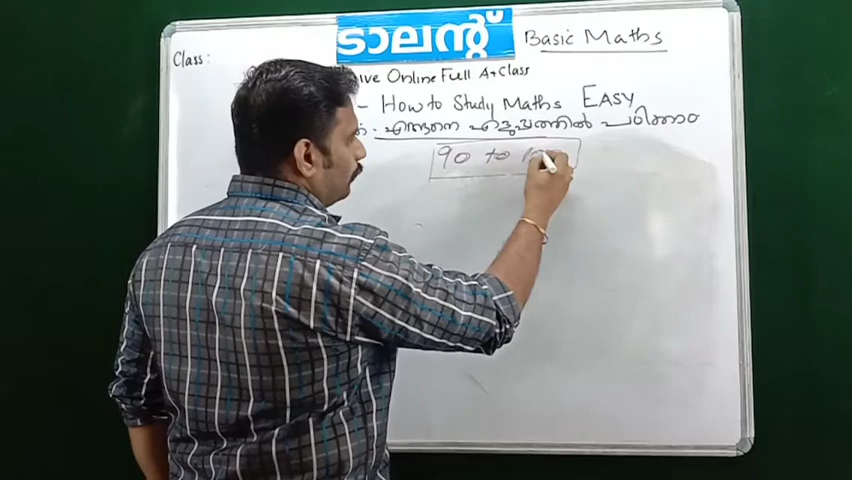 ടാലന്റ്
Class :
Basic Maths
Live Online Full A+ Class
- How to Study Maths EASY
എങ്ങനെ എളുപ്പത്തിൽ പഠിക്കാം
90 to